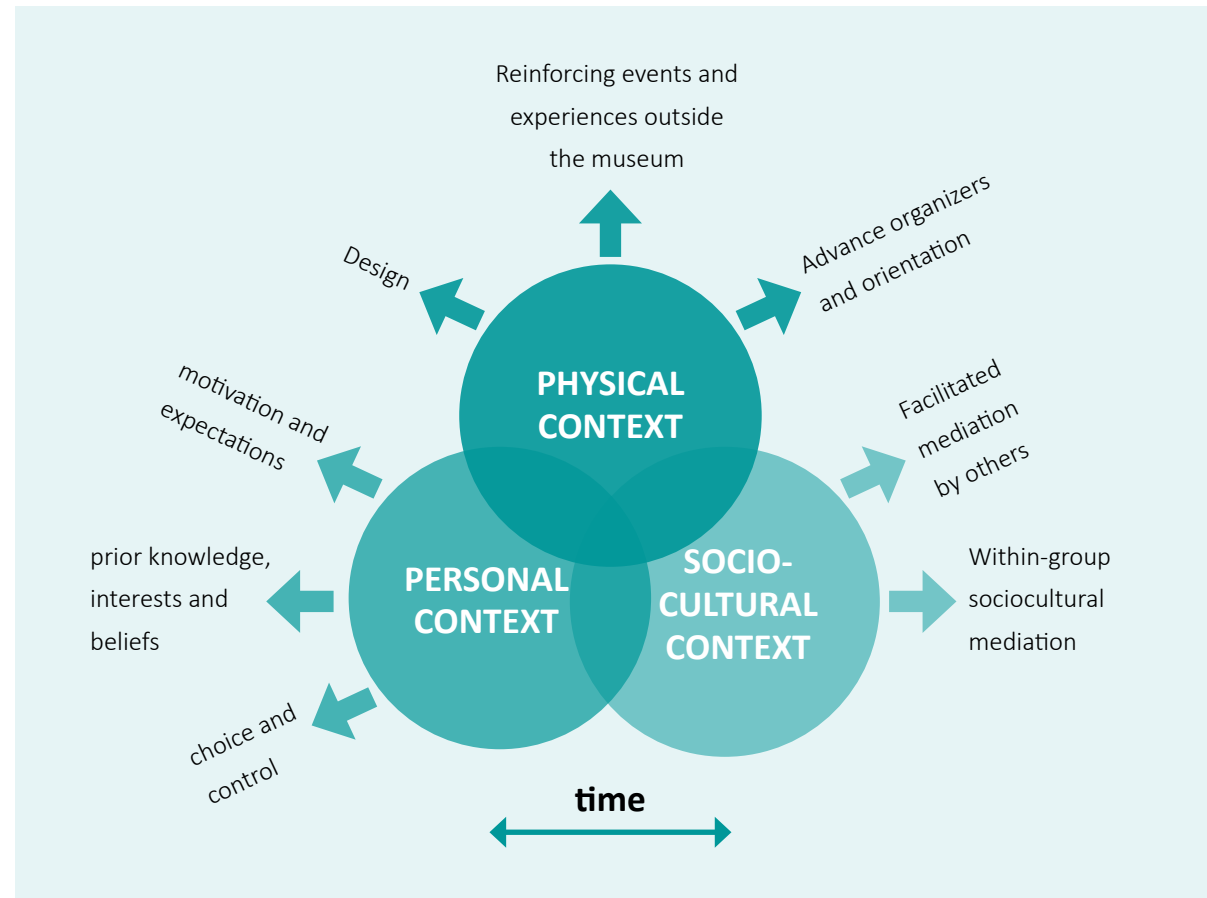 Reinforcing events and
experiences outside
the museum
Design
Advance organizers
and orientation
motivation and
expectations
PHYSICAL
CONTEXT
Facilitated
mediation
by others
prior knowledge,
interests and
beliefs
PERSONAL
CONTEXT
SOCIO-
CULTURAL
CONTEXT
Within-group
sociocultural
mediation
choice and
control
time